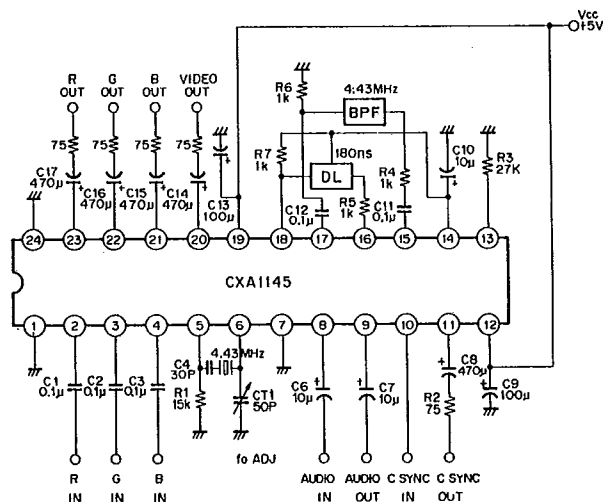 Vcc
+5V
R G B VIDEO
OUT OUT OUT OUT
R6
1k
4.43MHz
BPF
75 75 75 75
R7
1k
180ns
DL
R4
1k
C10
10μ
R3
27K
C17
470μ
C16
470μ
C15
470μ
C14
470μ
C13
100μ
C12
0.1μ
R5
1k
C11
0.1μ
24 23 22 21 20 19 18 17 16 15 14 13
CXA1145
1 2 3 4 5 6 7 8 9 10 11 12
C1
0.1μ
C2
0.1μ
C3
0.1μ
C4
30P
4.43MHz
R1
15k
CT1
50P
fo ADJ
C6
10μ
C7
10μ
C8
470μ
R2
75
C9
100μ
R G B AUDIO AUDIO C SYNC C SYNC
IN IN IN IN OUT IN OUT